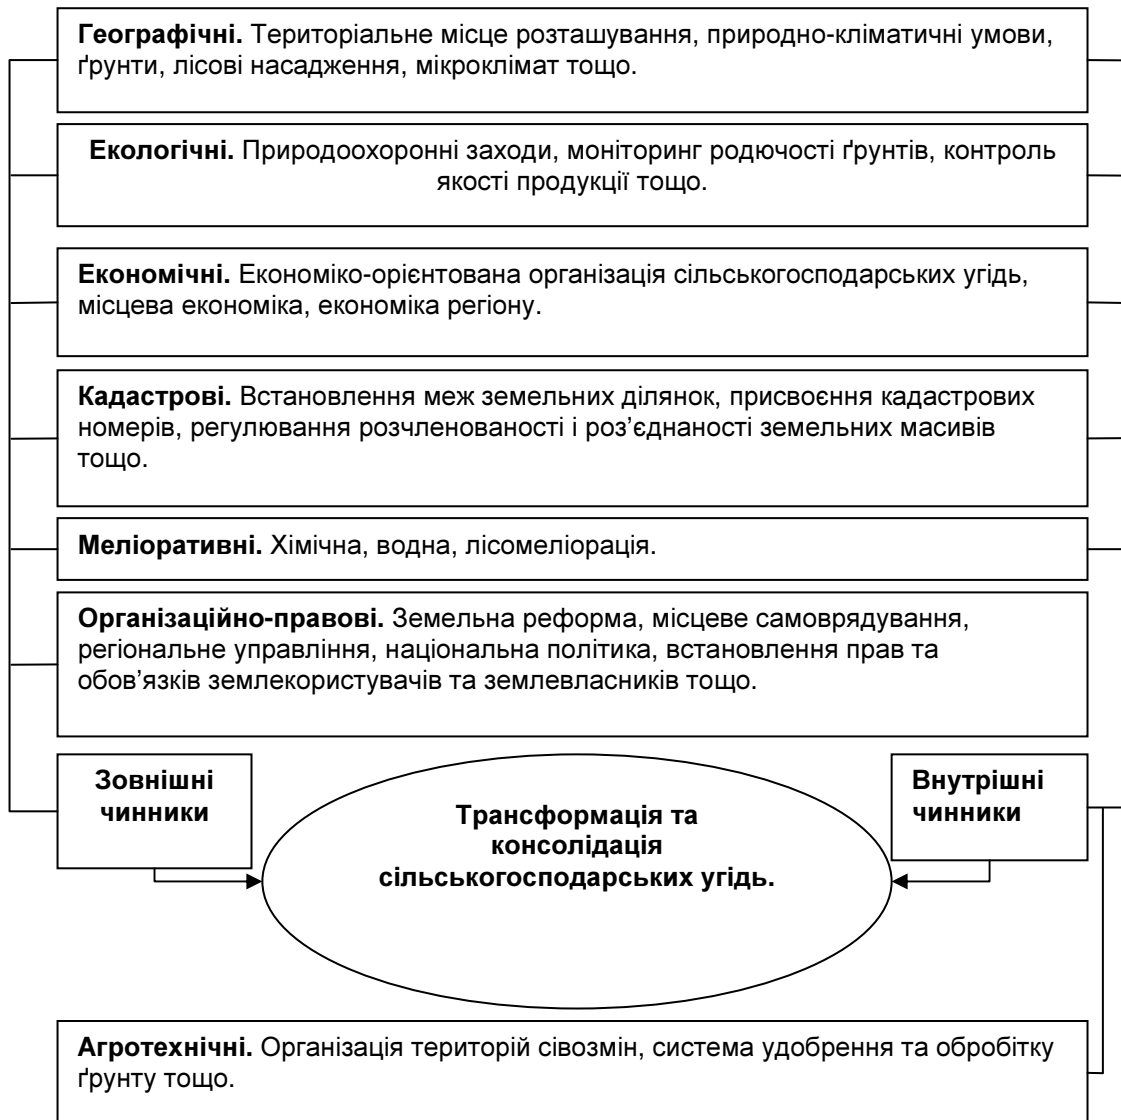 Географічні. Територіальне місце розташування, природно-кліматичні умови,
ґрунти, лісові насадження, мікроклімат тощо.
Екологічні. Природоохоронні заходи, моніторинг родючості ґрунтів, контроль
якості продукції тощо.
Економічні. Економіко-орієнтована організація сільськогосподарських угідь,
місцева економіка, економіка регіону.
Кадастрові. Встановлення меж земельних ділянок, присвоєння кадастрових
номерів, регулювання розчленованості і роз’єднаності земельних масивів
тощо.
Меліоративні. Хімічна, водна, лісомеліорація.
Організаційно-правові. Земельна реформа, місцеве самоврядування,
регіональне управління, національна політика, встановлення прав та
обов’язків землекористувачів та землевласників тощо.
Зовнішні
чинники
Трансформація та
консолідація
сільськогосподарських угідь.
Внутрішні
чинники
Агротехнічні. Організація територій сівозмін, система удобрення та обробітку
ґрунту тощо.